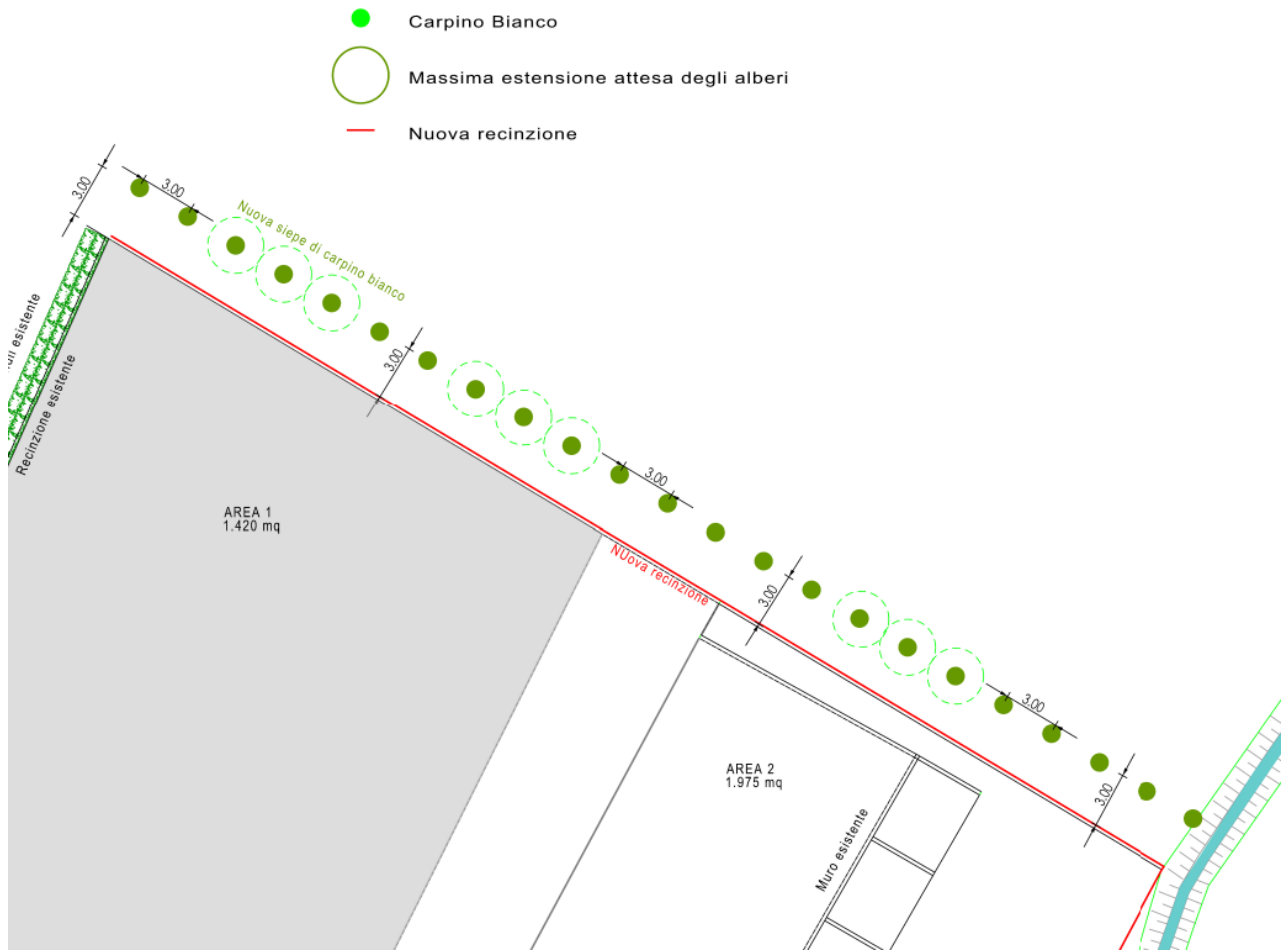 Carpino Bianco
Massima estensione attesa degli alberi
Nuova recinzione
3.00
3.00
Nuova siepe di carpino bianco
esistente
Recinzione esistente
3.00
3.00
AREA 1
1.420 mq
NUova recinzione
3.00
3.00
AREA 2
1.975 mq
3.00
Muro esistente